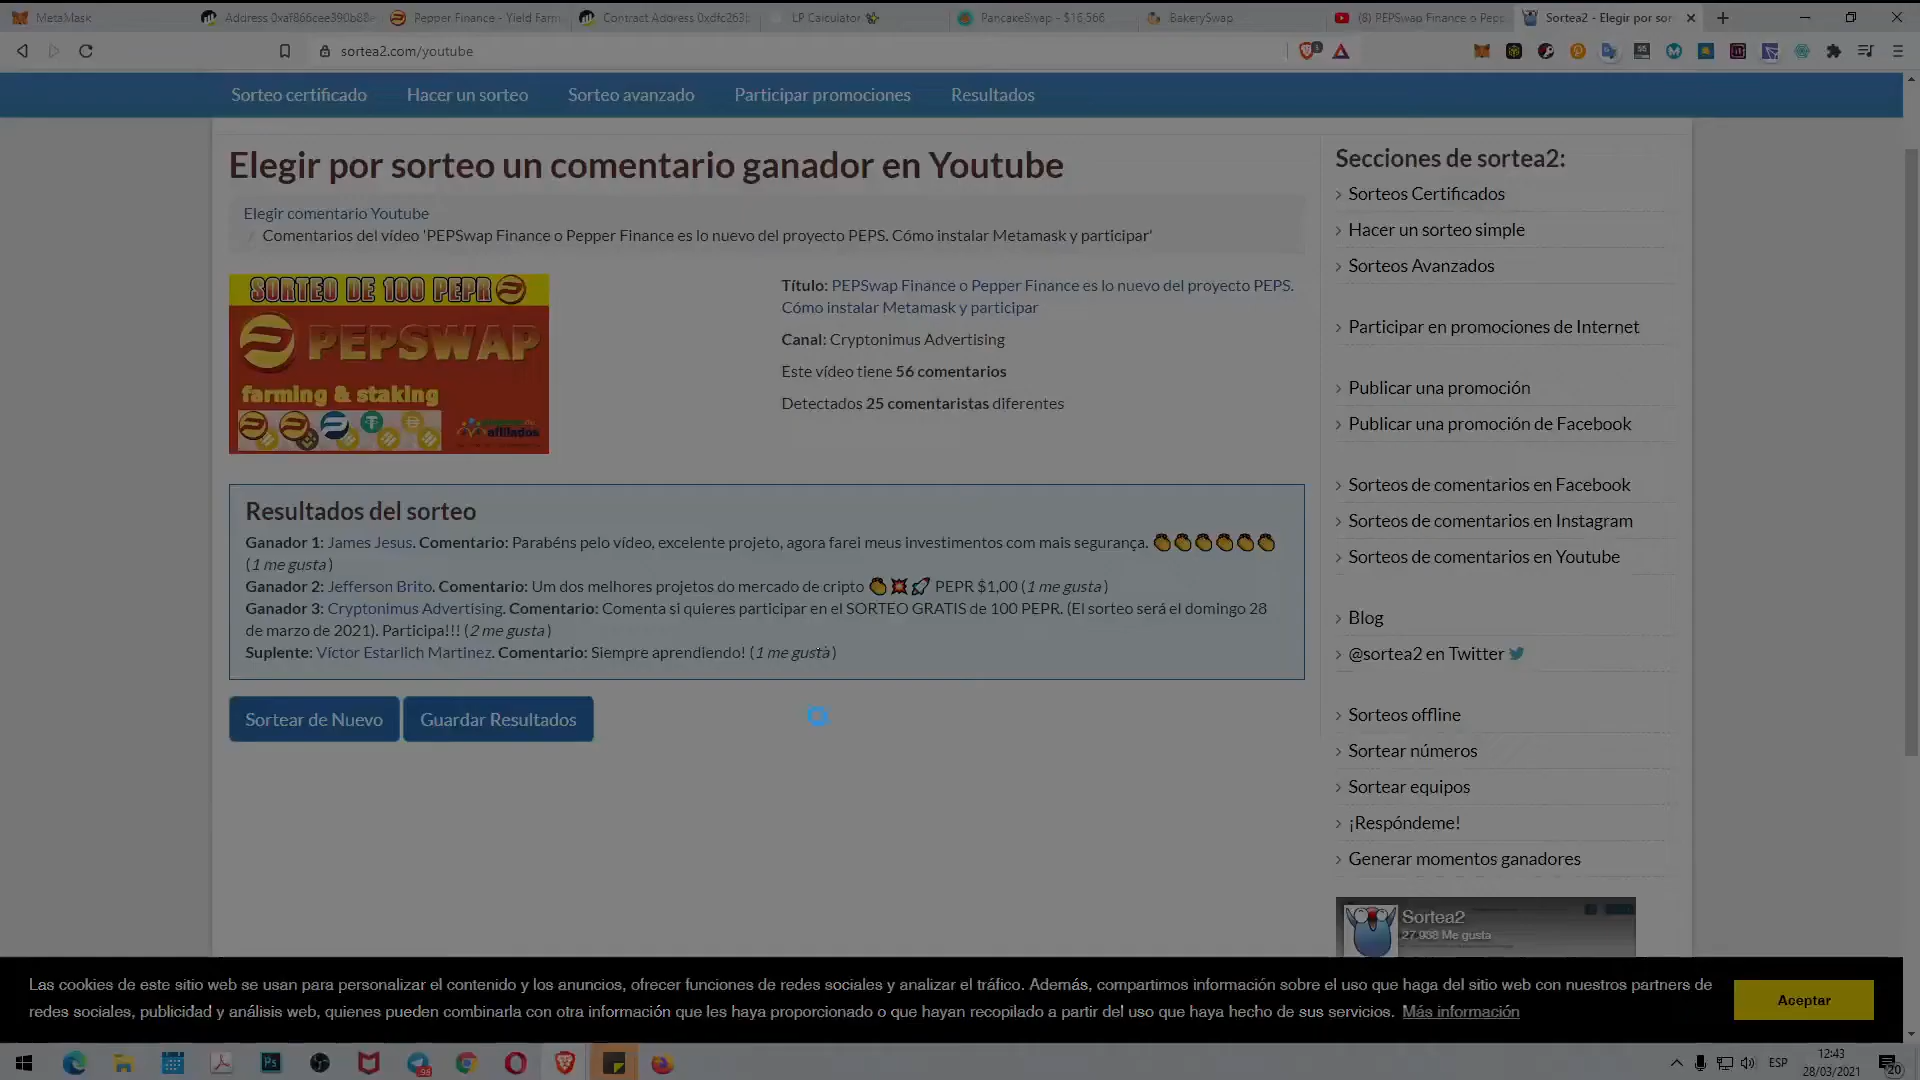 MetaMask
Address 0xaf866cee390b88e
Pepper Finance - Yield Farm
Contract Address 0xdfc263
LP Calculator
PancakeSwap - $16,566
BakerySwap
(8) PEPSwap Finance o Pepp
Sortea2 - Elegir por sor
sortea2.com/youtube
Sorteo certificado
Hacer un sorteo
Sorteo avanzado
Participar promociones
Resultados
Elegir por sorteo un comentario ganador en Youtube
Elegir comentario Youtube
/ Comentarios del vídeo 'PEPSwap Finance o Pepper Finance es lo nuevo del proyecto PEPS. Cómo instalar Metamask y participar'
SORTEO DE 100 PEPR
PEPSWAP
farming & staking
afiliados
Título: PEPSwap Finance o Pepper Finance es lo nuevo del proyecto PEPS.
Cómo instalar Metamask y participar
Canal: Cryptonimus Advertising
Este vídeo tiene 56 comentarios
Detectados 25 comentaristas diferentes
Resultados del sorteo
Ganador 1: James Jesus. Comentario: Parabéns pelo vídeo, excelente projeto, agora farei meus investimentos com mais segurança. 👏👏👏👏👏👏
(1 me gusta )
Ganador 2: Jefferson Brito. Comentario: Um dos melhores projetos do mercado de cripto 👏💥🚀 PEPR $1,00 (1 me gusta )
Ganador 3: Cryptonimus Advertising. Comentario: Comenta si quieres participar en el SORTEO GRATIS de 100 PEPR. (El sorteo será el domingo 28
de marzo de 2021). Participa!!! (2 me gusta )
Suplente: Víctor Estarlich Martinez. Comentario: Siempre aprendiendo! (1 me gusta )
Sortear de Nuevo
Guardar Resultados
Secciones de sortea2:
Sorteos Certificados
Hacer un sorteo simple
Sorteos Avanzados
Participar en promociones de Internet
Publicar una promoción
Publicar una promoción de Facebook
Sorteos de comentarios en Facebook
Sorteos de comentarios en Instagram
Sorteos de comentarios en Youtube
Blog
@sortea2 en Twitter
Sorteos offline
Sortear números
Sortear equipos
¡Respóndeme!
Generar momentos ganadores
Sortea2
27.938 Me gusta
Las cookies de este sitio web se usan para personalizar el contenido y los anuncios, ofrecer funciones de redes sociales y analizar el tráfico. Además, compartimos información sobre el uso que haga del sitio web con nuestros partners de
redes sociales, publicidad y análisis web, quienes pueden combinarla con otra información que les haya proporcionado o que hayan recopilado a partir del uso que haya hecho de sus servicios. Más información
Aceptar
ESP
12:43
28/03/2021
20